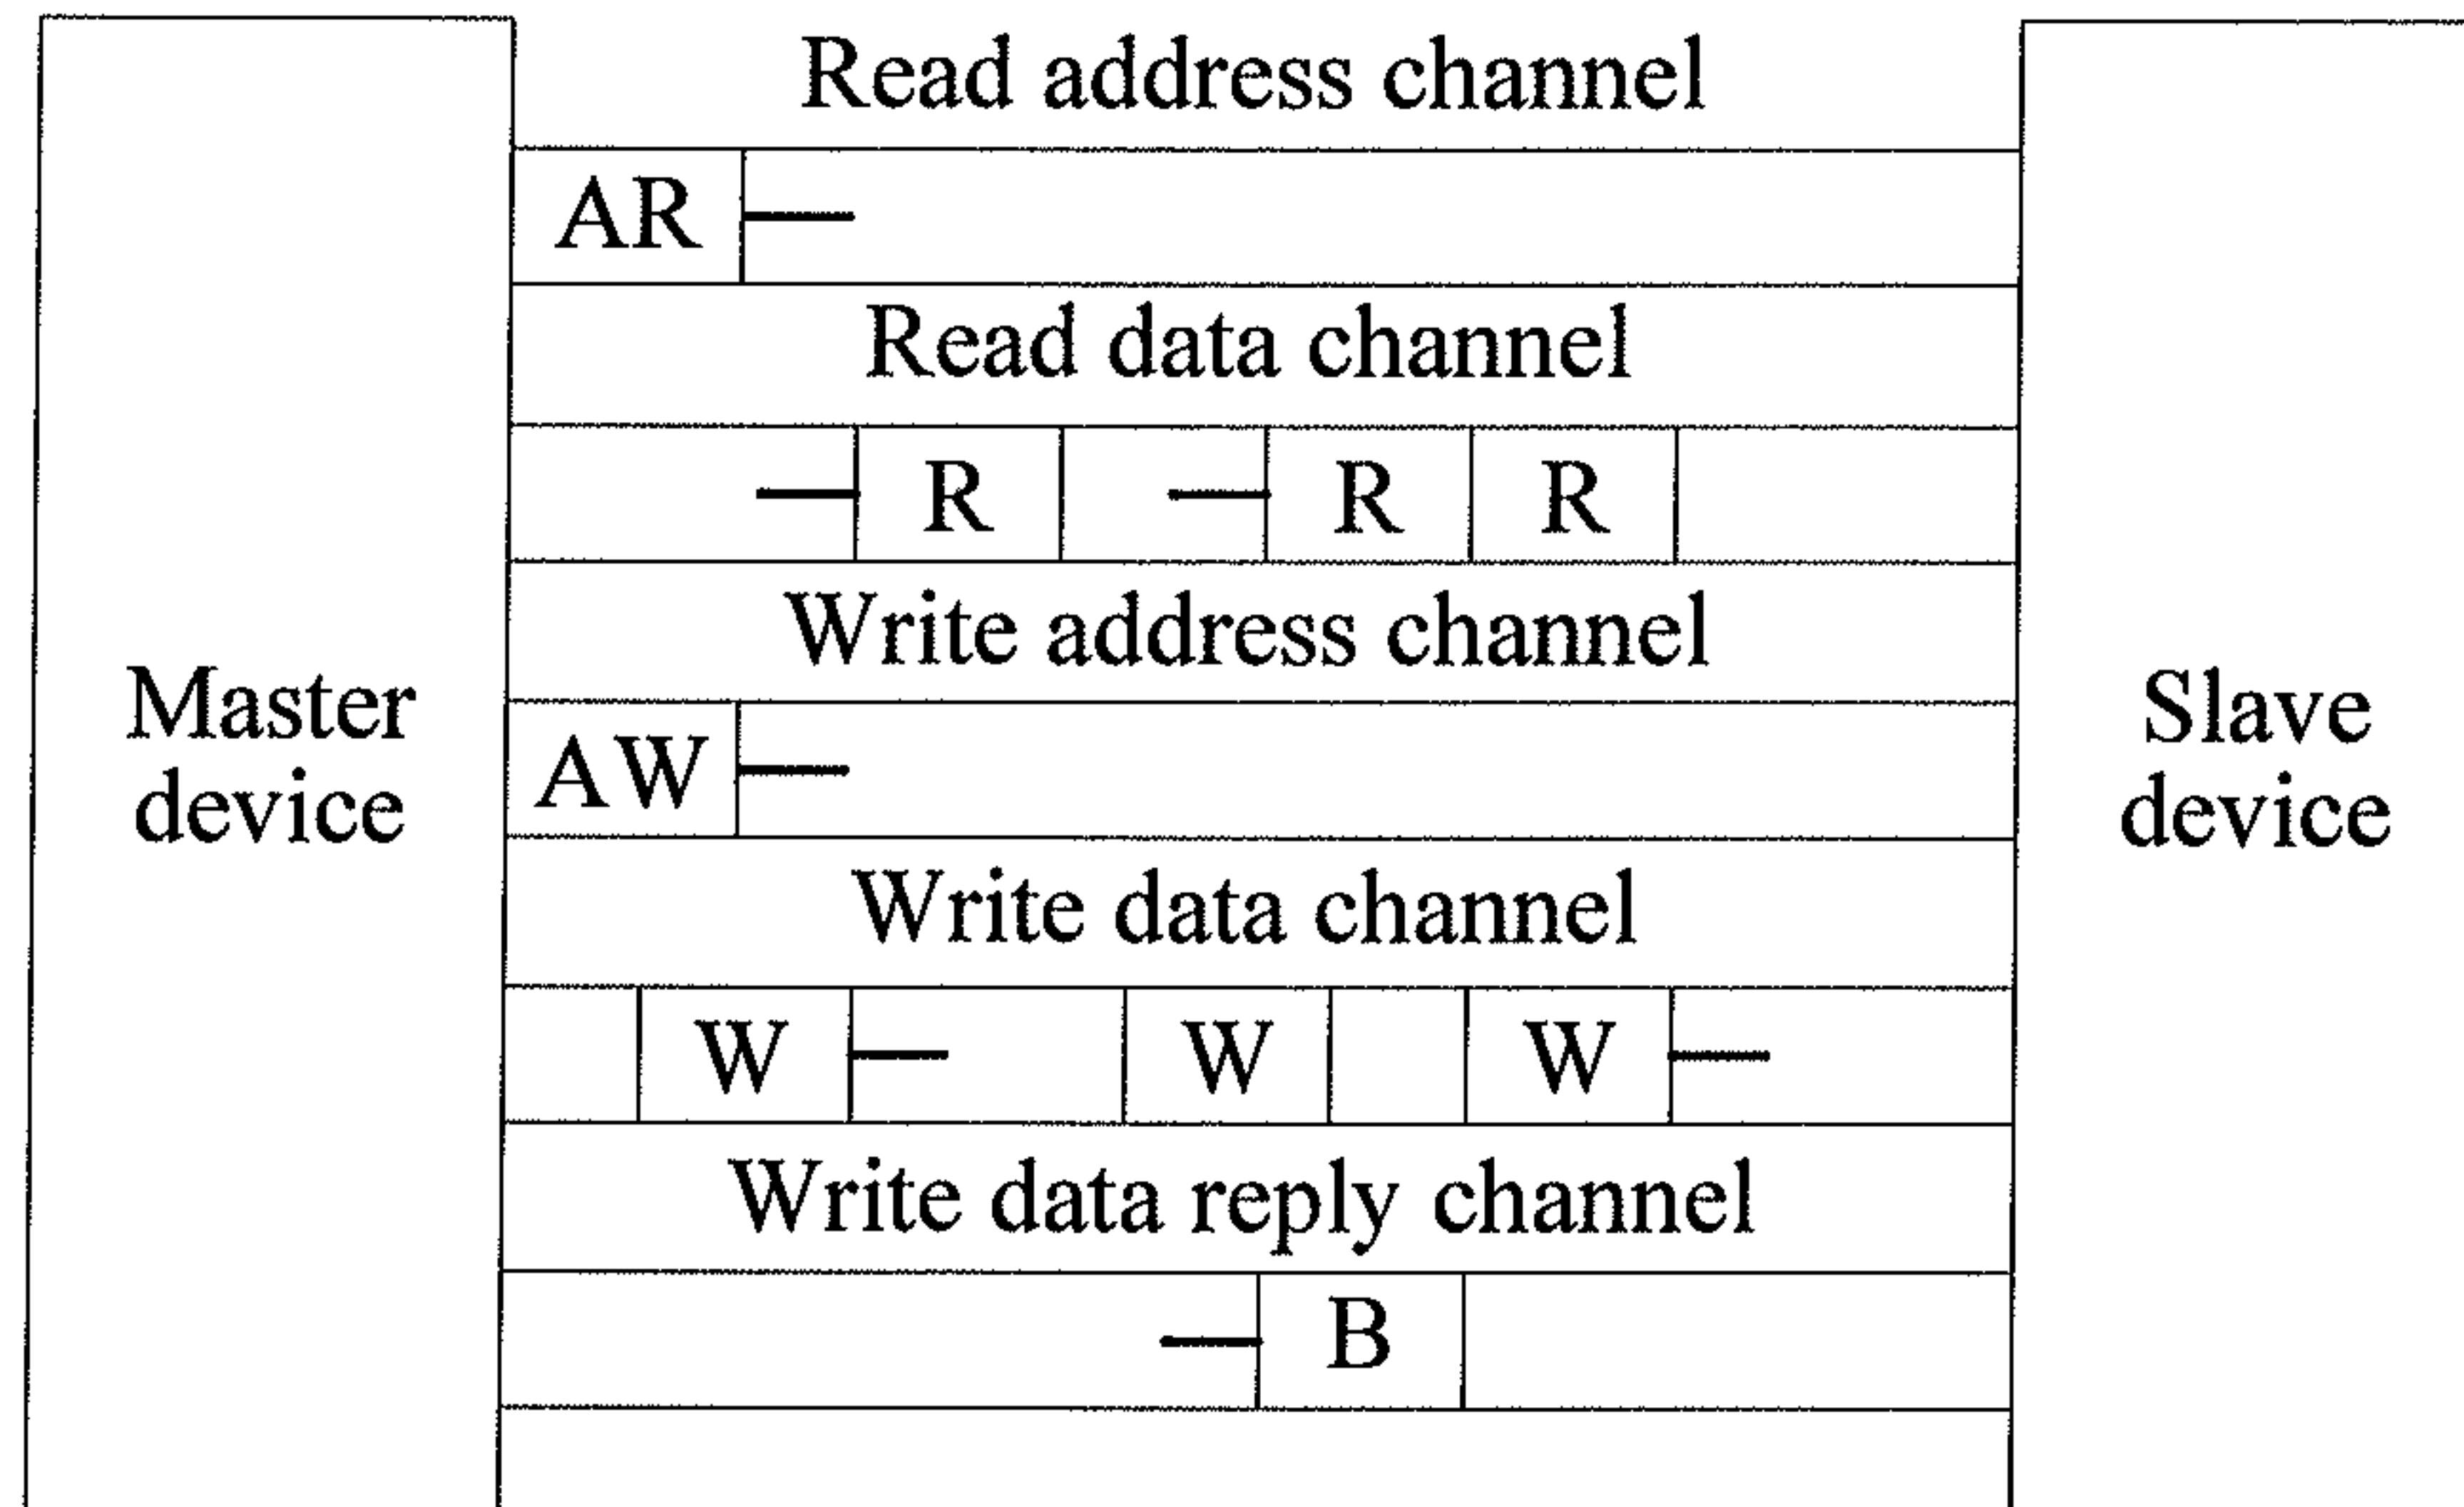 Read address channel
AR
Read data channel
R R R
Write address channel
Master device
Slave device
AW
Write data channel
W W W
Write data reply channel
B